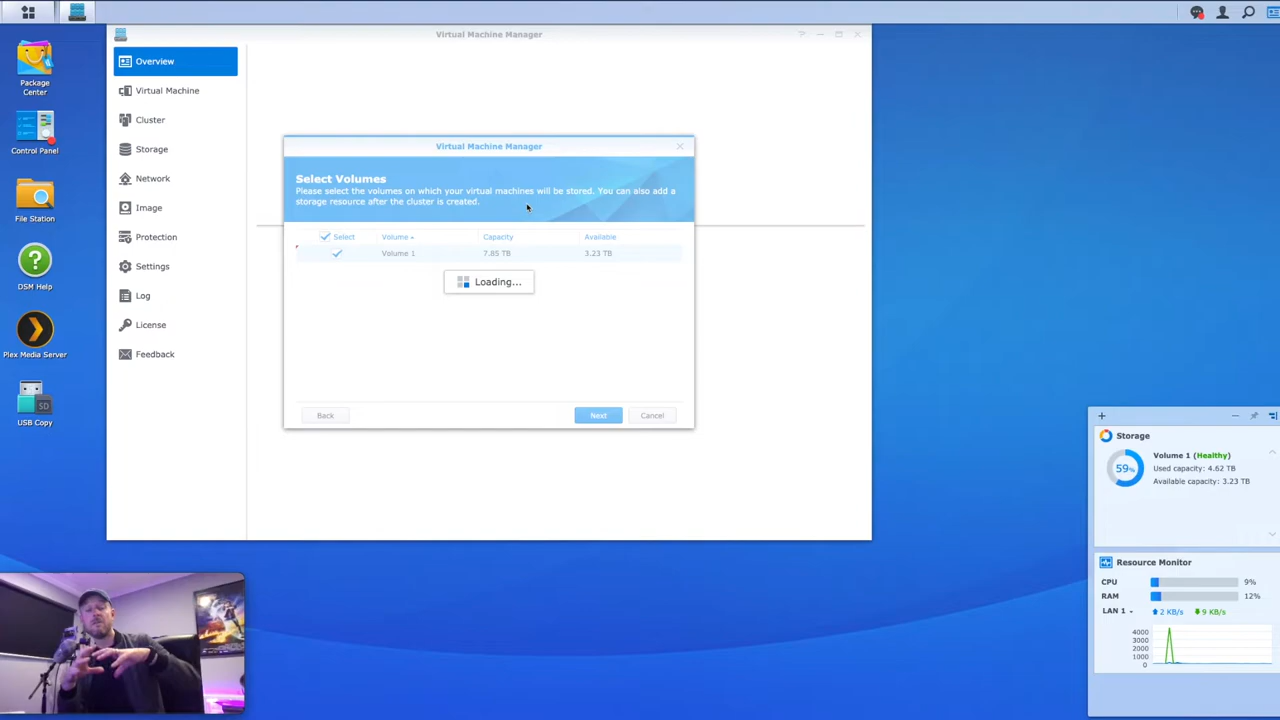 Virtual Machine Manager
Package
Center
Control Panel
File Station
DSM Help
Plex Media Server
SD
USB Copy
Overview
Virtual Machine
Cluster
Storage
Network
Image
Protection
Settings
Log
License
Feedback
Virtual Machine Manager
Select Volumes
Please select the volumes on which your virtual machines will be stored. You can also add a
storage resource after the cluster is created.
Select Volume Capacity Available
Volume 1 7.85 TB 3.23 TB
Loading...
Back Next Cancel
Storage
59%
Volume 1 (Healthy)
Used capacity: 4.62 TB
Available capacity: 3.23 TB
Resource Monitor
CPU 9%
RAM 12%
LAN 1 2 KB/s 9 KB/s
4000
3000
2000
1000
0